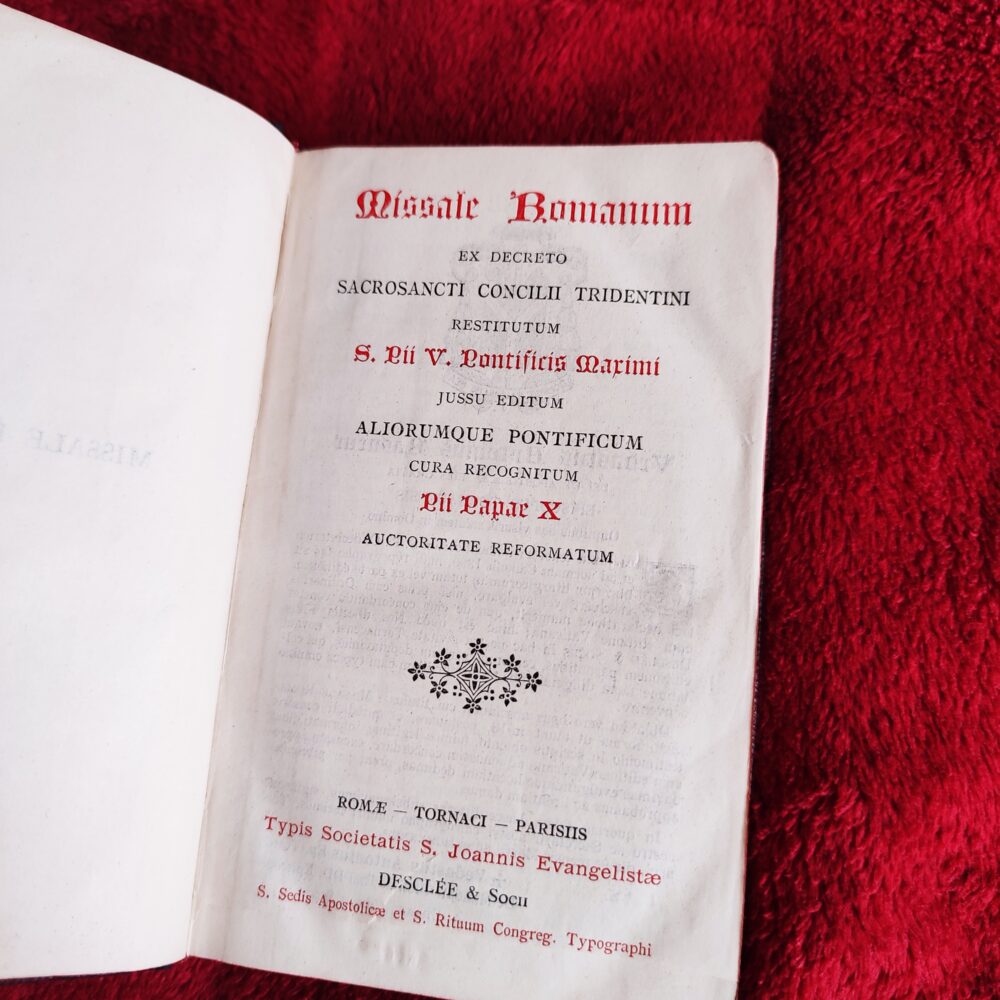 Missale Romanum
EX DECRETO
SACROSANCTI CONCILII TRIDENTINI
RESTITUTUM
S. Pii V. Pontificis Maximi
JUSSU EDITUM
ALIORUMQUE PONTIFICUM
CURA RECOGNITUM
Pii Papae X
AUCTORITATE REFORMATUM
ROMÆ — TORNACI — PARISIIS
Typis Societatis S. Joannis Evangelistæ
DESCLÉE & Socii
S. Sedis Apostolicæ et S. Rituum Congreg. Typographi